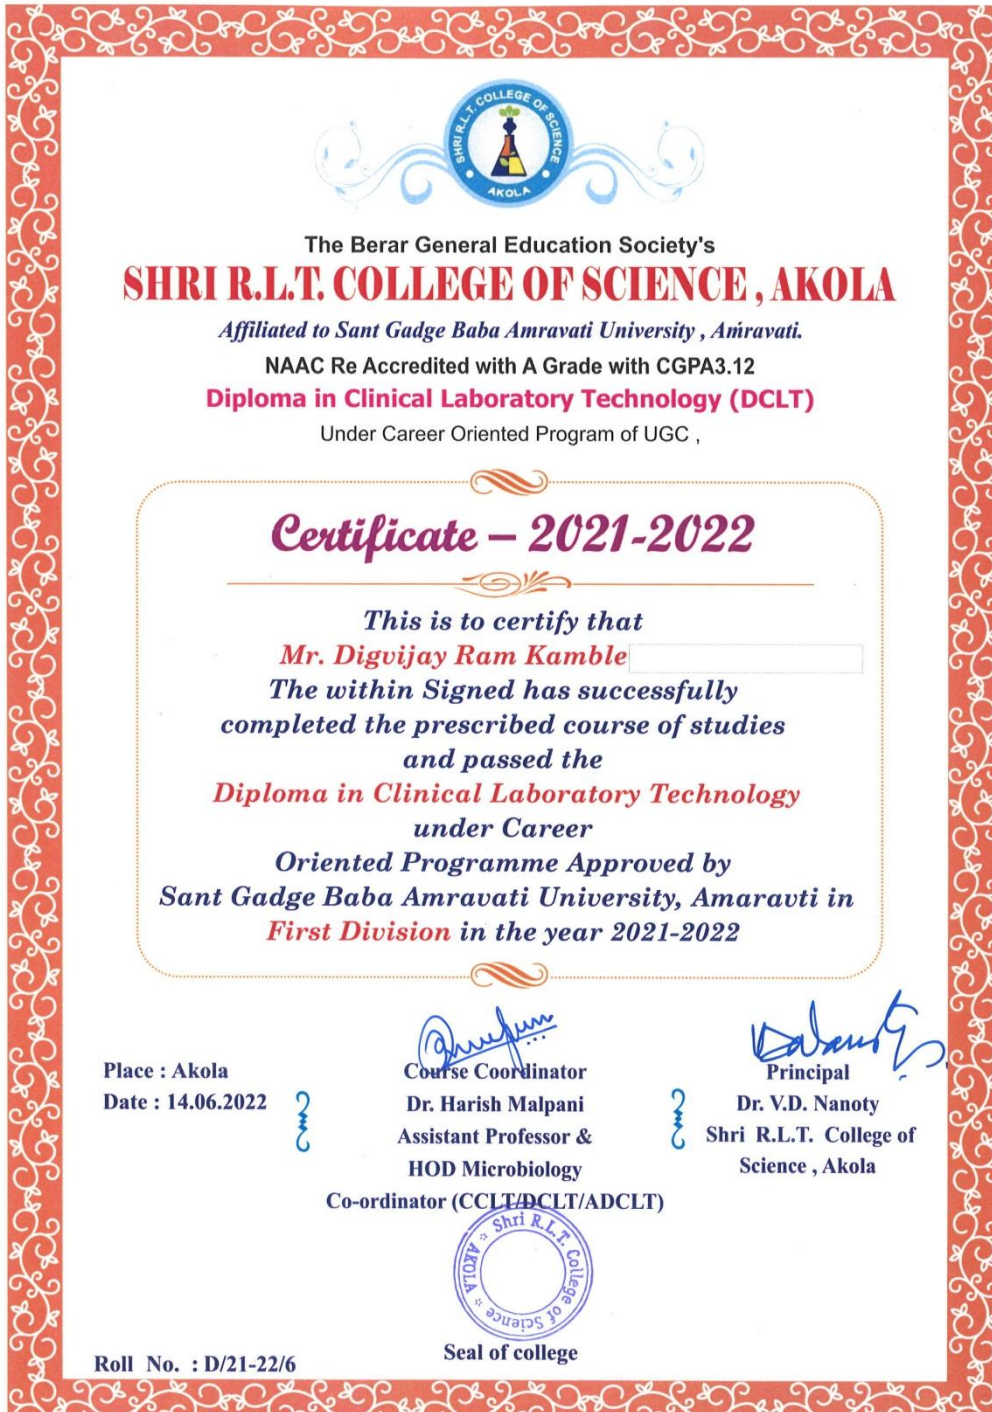 SHRI R.L.T. COLLEGE OF SCIENCE
AKOLA
The Berar General Education Society's
SHRI R.L.T. COLLEGE OF SCIENCE , AKOLA
Affiliated to Sant Gadge Baba Amravati University , Amravati.
NAAC Re Accredited with A Grade with CGPA3.12
Diploma in Clinical Laboratory Technology (DCLT)
Under Career Oriented Program of UGC ,
Certificate – 2021-2022
This is to certify that
Mr. Digvijay Ram Kamble
The within Signed has successfully
completed the prescribed course of studies
and passed the
Diploma in Clinical Laboratory Technology
under Career
Oriented Programme Approved by
Sant Gadge Baba Amravati University, Amaravti in
First Division in the year 2021-2022
Place : Akola
Date : 14.06.2022
Course Coordinator
Dr. Harish Malpani
Assistant Professor &
HOD Microbiology
Co-ordinator (CCLT/DCLT/ADCLT)
Principal
Dr. V.D. Nanoty
Shri R.L.T. College of
Science , Akola
Shri R.L.T. College of Science
AKOLA
Seal of college
Roll No. : D/21-22/6